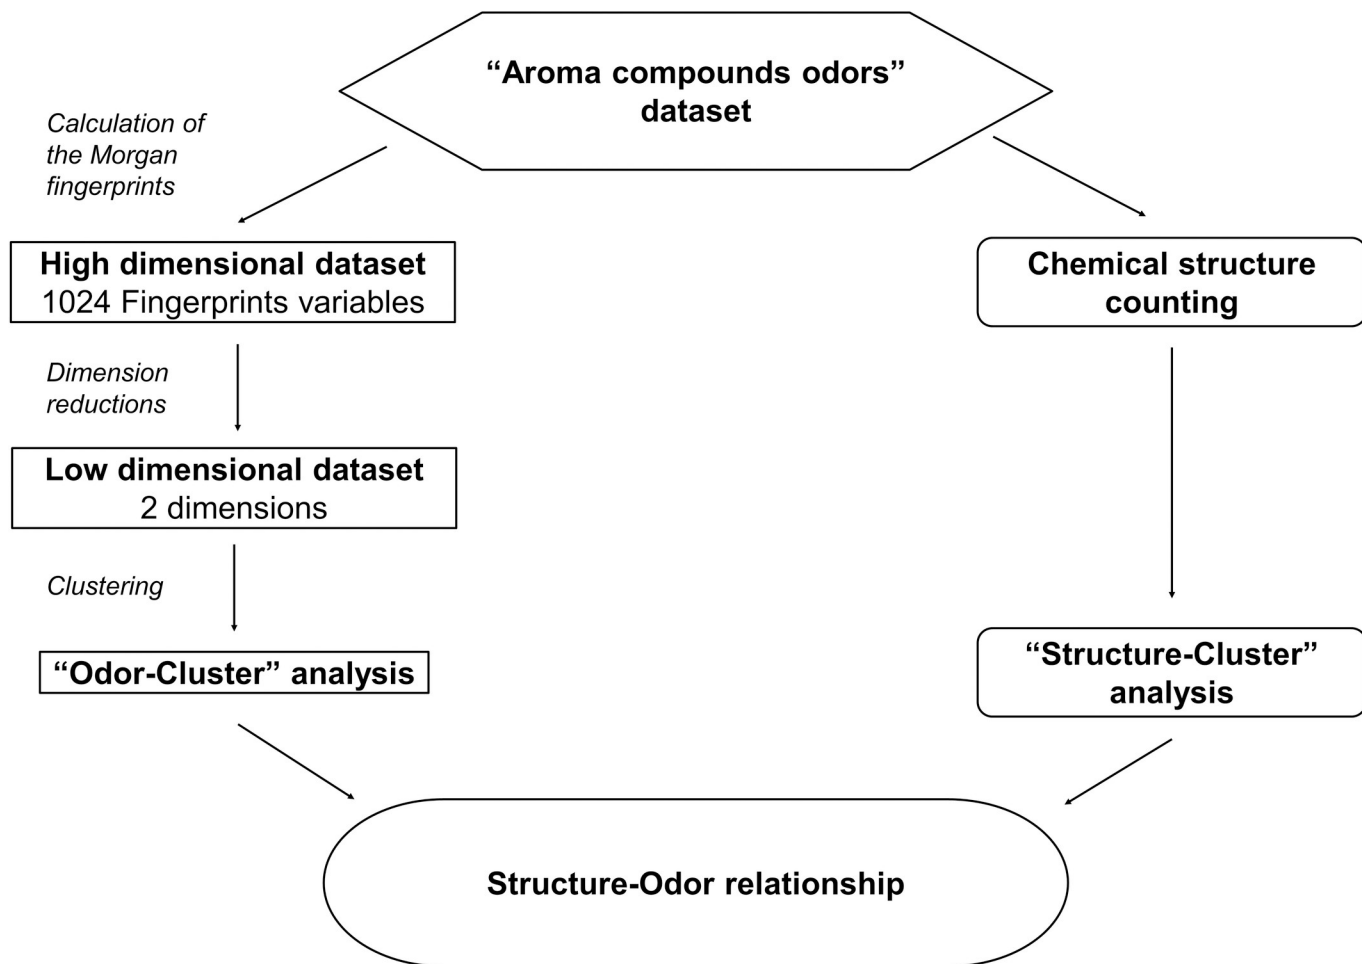 “Aroma compounds odors”
dataset
Calculation of
the Morgan
fingerprints
High dimensional dataset
1024 Fingerprints variables
Chemical structure
counting
Dimension
reductions
Low dimensional dataset
2 dimensions
Clustering
“Odor-Cluster” analysis
“Structure-Cluster”
analysis
Structure-Odor relationship